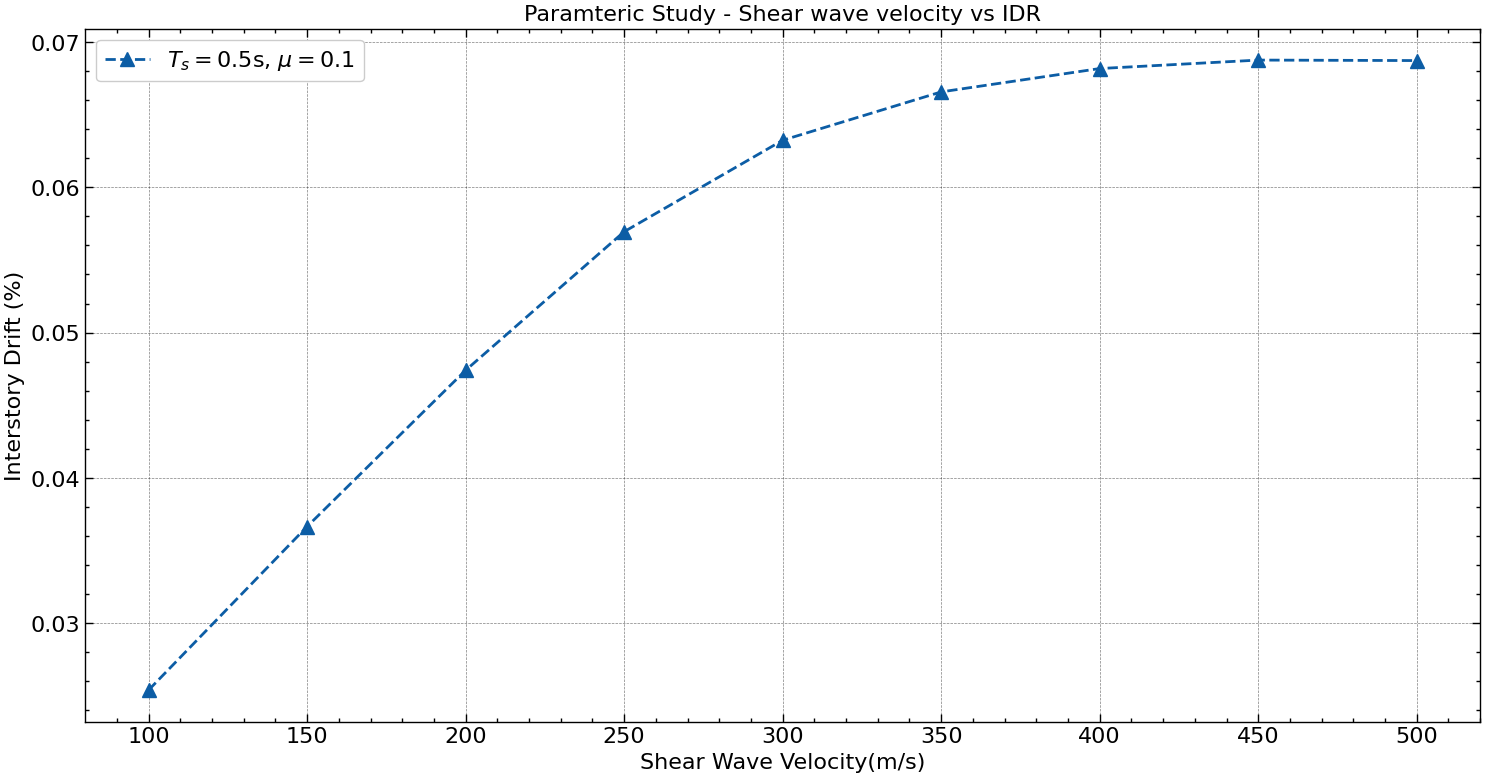 Paramteric Study - Shear wave velocity vs IDR
T_s = 0.5s, μ = 0.1
Interstory Drift (%)
0.07
0.06
0.05
0.04
0.03
100 150 200 250 300 350 400 450 500
Shear Wave Velocity(m/s)